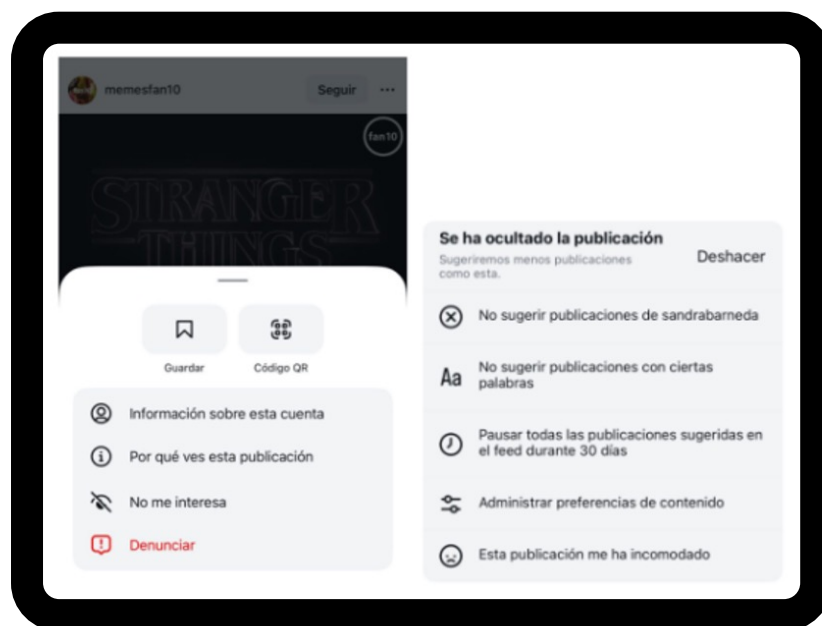 memesfan10
Seguir
fan10
STRANGER
THINGS
Guardar
Código QR
Información sobre esta cuenta
Por qué ves esta publicación
No me interesa
Denunciar
Se ha ocultado la publicación
Sugeriremos menos publicaciones
como esta.
Deshacer
No sugerir publicaciones de sandrabarneda
Aa
No sugerir publicaciones con ciertas
palabras
Pausar todas las publicaciones sugeridas en
el feed durante 30 días
Administrar preferencias de contenido
Esta publicación me ha incomodado